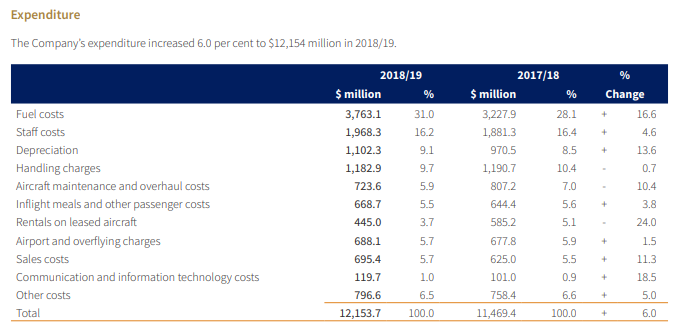 Expenditure
The Company's expenditure increased 6.0 per cent to $12,154 million in 2018/19.
2018/19 2017/18 %
$ million % $ million % Change
Fuel costs 3,763.1 31.0 3,227.9 28.1 + 16.6
Staff costs 1,968.3 16.2 1,881.3 16.4 + 4.6
Depreciation 1,102.3 9.1 970.5 8.5 + 13.6
Handling charges 1,182.9 9.7 1,190.7 10.4 - 0.7
Aircraft maintenance and overhaul costs 723.6 5.9 807.2 7.0 - 10.4
Inflight meals and other passenger costs 668.7 5.5 644.4 5.6 + 3.8
Rentals on leased aircraft 445.0 3.7 585.2 5.1 - 24.0
Airport and overflying charges 688.1 5.7 677.8 5.9 + 1.5
Sales costs 695.4 5.7 625.0 5.5 + 11.3
Communication and information technology costs 119.7 1.0 101.0 0.9 + 18.5
Other costs 796.6 6.5 758.4 6.6 + 5.0
Total 12,153.7 100.0 11,469.4 100.0 + 6.0